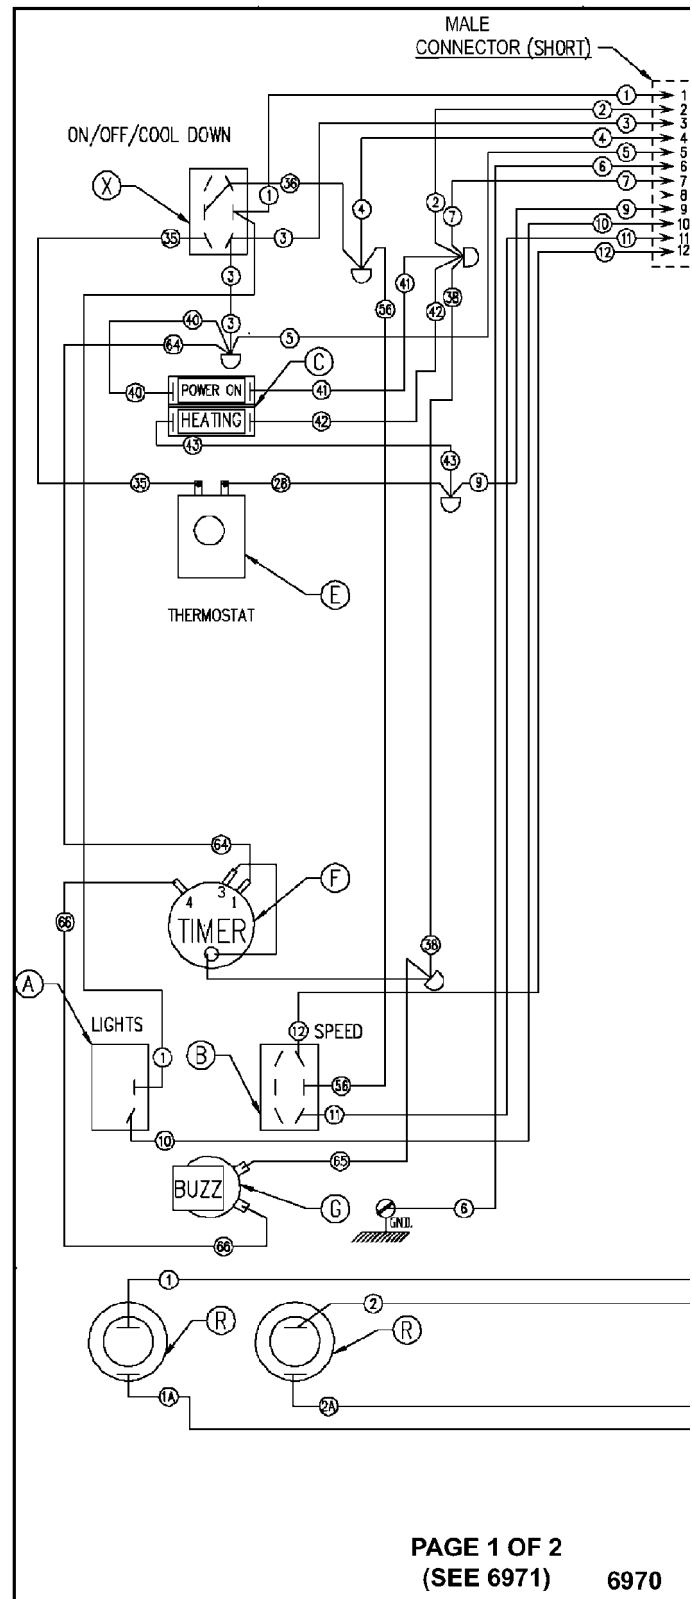 MALE
CONNECTOR (SHORT)
1 1
2 2
ON/OFF/COOL DOWN 3 3
4 4
5 5
6 6
X 1 36 2 7 7
8
4 7 9 9
10 10
35 3 11 11
12 12
3 41 38
40 3 5 56 42
64
C
40 POWER ON 41
HEATING 42
43 43
35 28 9
E
THERMOSTAT
64
F
3
4 1
66 TIMER
38
A
LIGHTS 12 SPEED
1 B
56
11
10
65
BUZZ
G 6
GND.
66
1
2
R R
1A
2A
PAGE 1 OF 2
(SEE 6971) 6970